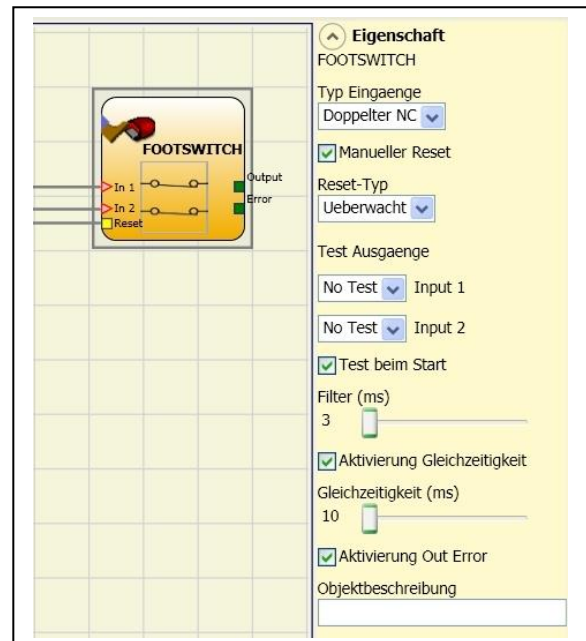 FOOTSWITCH
In 1
In 2
Reset
Output
Error
Eigenschaft
FOOTSWITCH
Typ Eingaenge
Doppelter NC
Manueller Reset
Reset-Typ
Ueberwacht
Test Ausgaenge
No Test Input 1
No Test Input 2
Test beim Start
Filter (ms)
3
Aktivierung Gleichzeitigkeit
Gleichzeitigkeit (ms)
10
Aktivierung Out Error
Objektbeschreibung